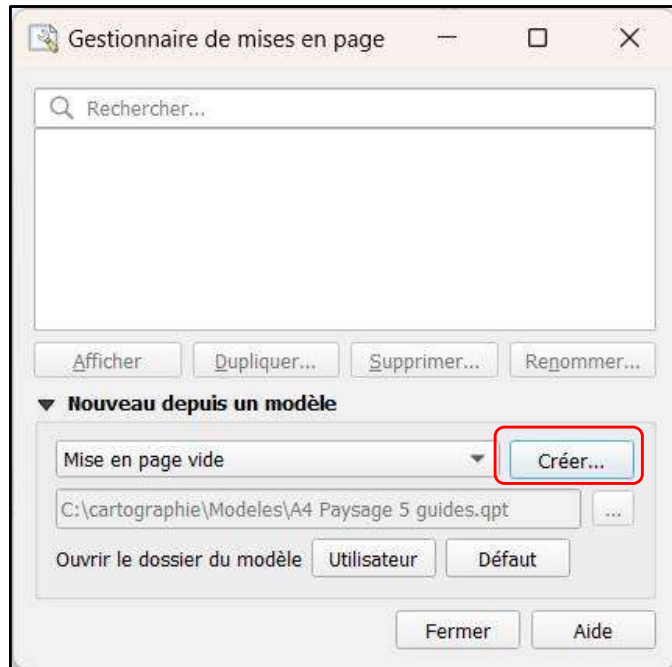 Gestionnaire de mises en page
Rechercher...
Afficher Dupliquer... Supprimer... Renommer...
Nouveau depuis un modèle
Mise en page vide Créer...
C:\cartographie\Modeles\A4 Paysage 5 guides.qpt ...
Ouvrir le dossier du modèle Utilisateur Défaut
Fermer Aide